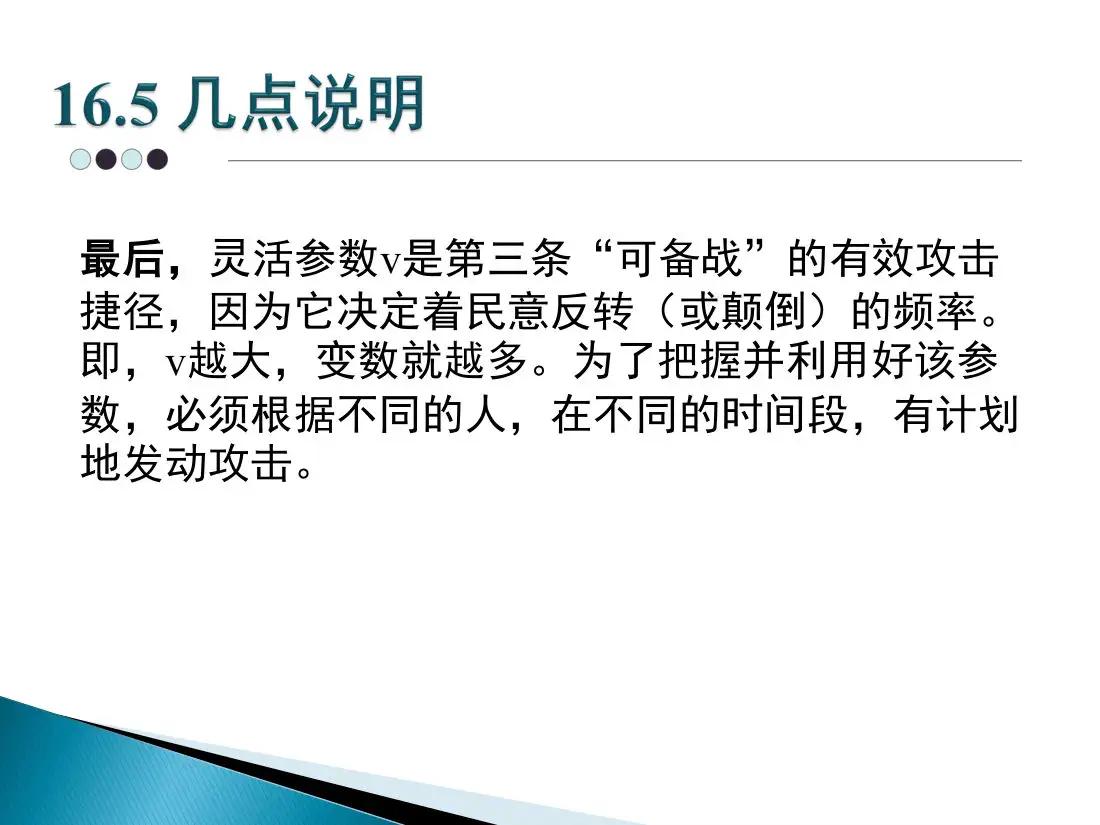 16.5 几点说明
最后，灵活参数v是第三条“可备战”的有效攻击
捷径，因为它决定着民意反转（或颠倒）的频率。
即，v越大，变数就越多。为了把握并利用好该参
数，必须根据不同的人，在不同的时间段，有计划
地发动攻击。